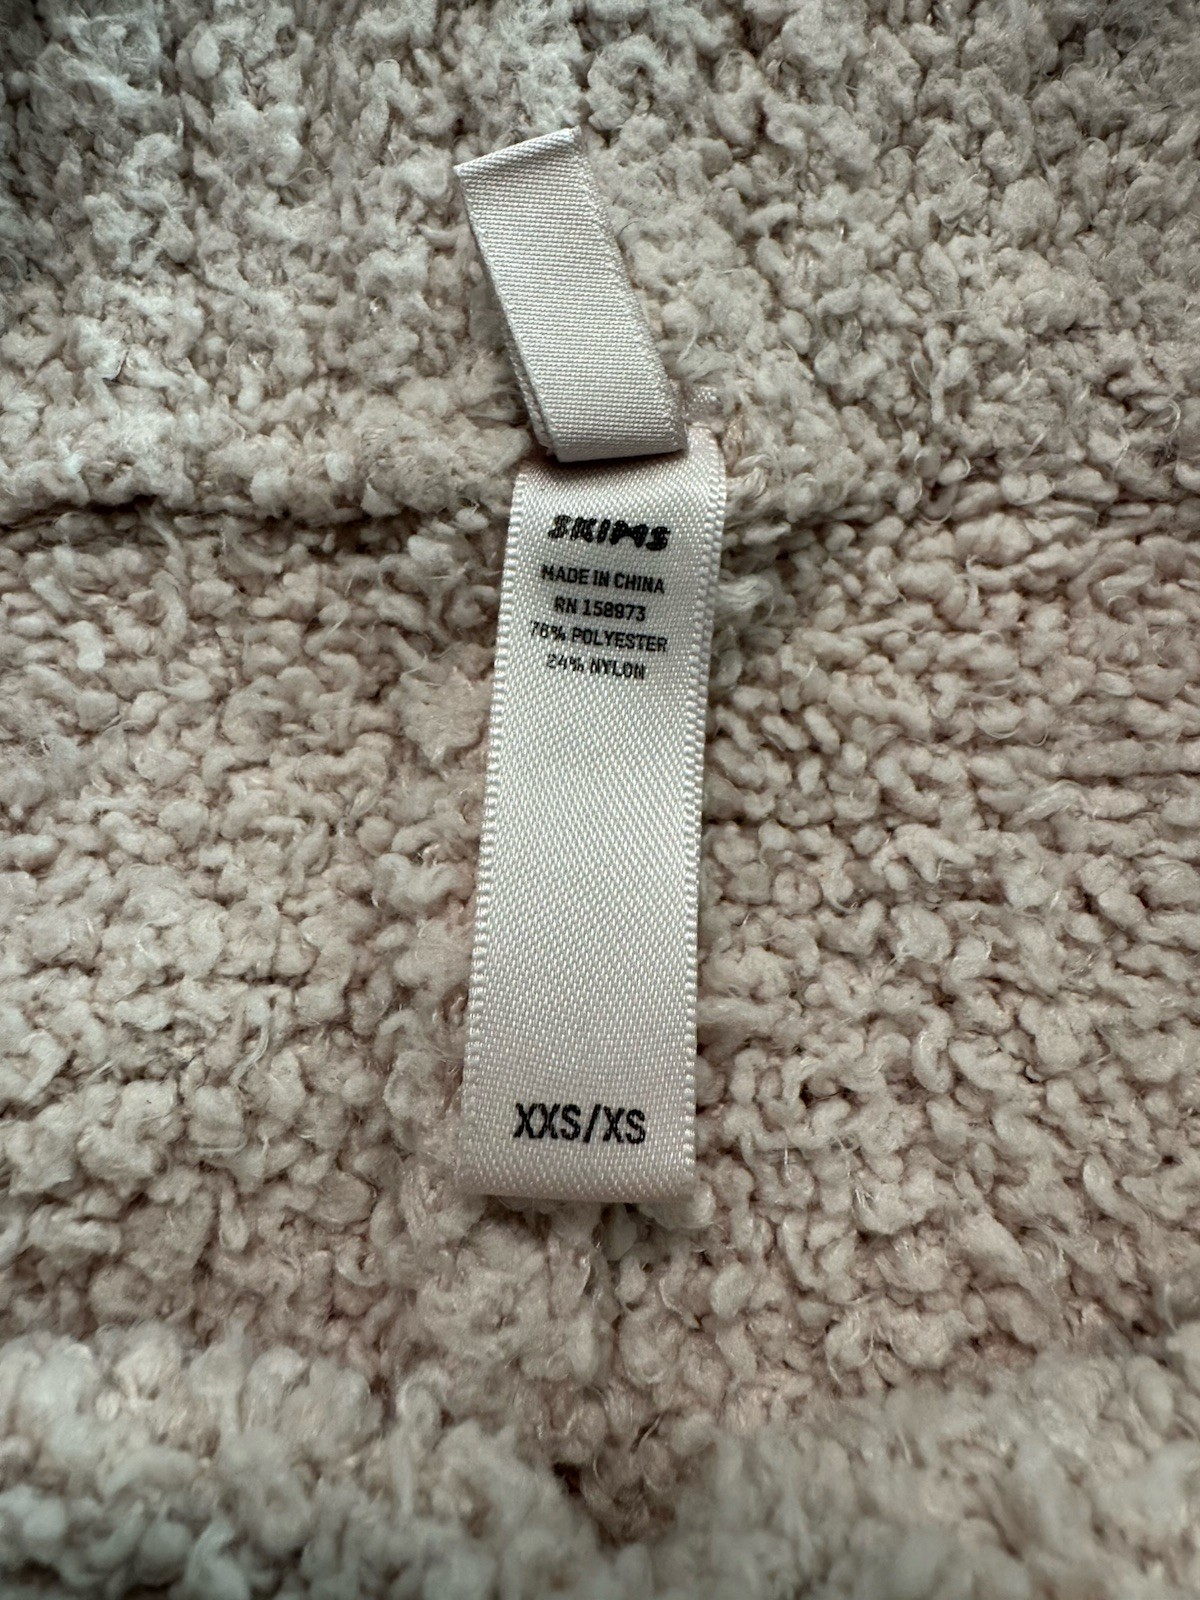 SKIMS
MADE IN CHINA
RN 158973
76% POLYESTER
24% NYLON
XXS/XS